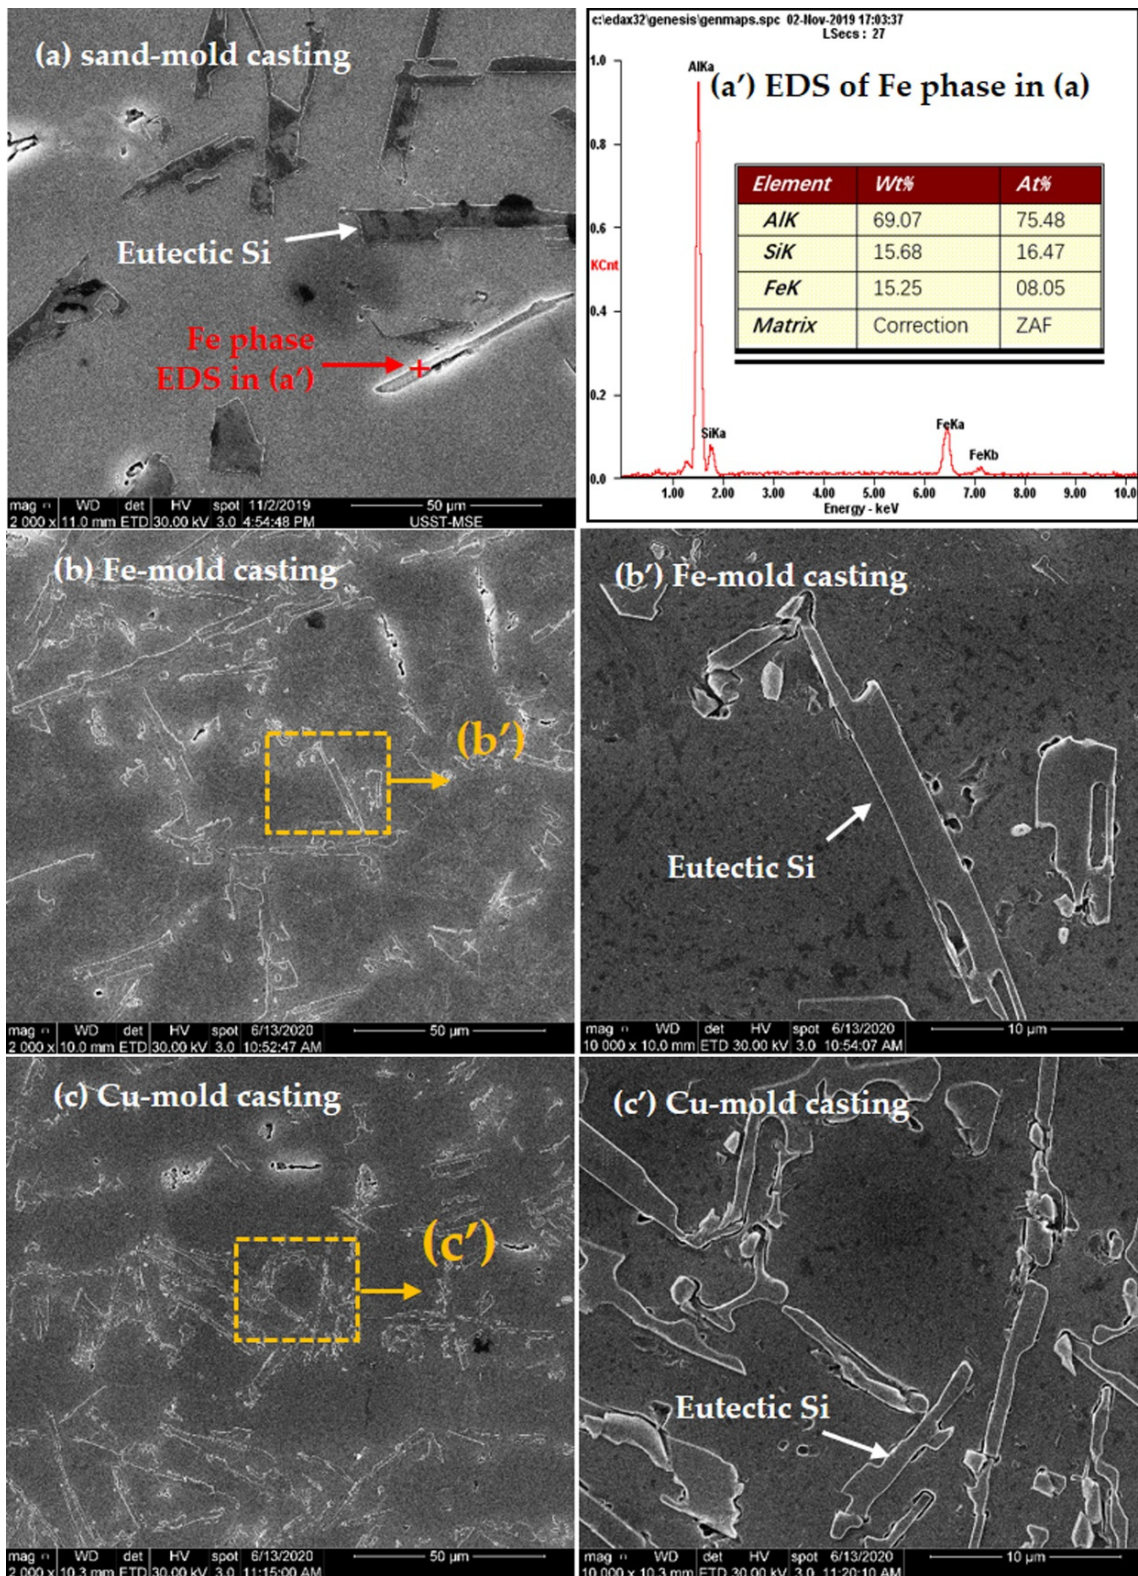 (a) sand-mold casting
Eutectic Si
Fe phase
EDS in (a')
mag WD det HV spot 11/2/2019 50 µm
2 000 x 11.0 mm ETD 30.00 kV 3.0 4:54:48 PM USST-MSE
c:\edax32\genesis\genmaps.spc 02-Nov-2019 17:03:37
LSecs : 27
(a') EDS of Fe phase in (a)
1.0
0.8
0.6
KCnt
0.4
0.2
0.0
AlKa
SiKa
FeKa
FeKb
Element Wt% At%
AlK 69.07 75.48
SiK 15.68 16.47
FeK 15.25 08.05
Matrix Correction ZAF
1.00 2.00 3.00 4.00 5.00 6.00 7.00 8.00 9.00 10.0
Energy - keV
(b) Fe-mold casting
(b')
mag WD det HV spot 6/13/2020 50 µm
2 000 x 10.0 mm ETD 30.00 kV 3.0 10:52:47 AM
(b') Fe-mold casting
Eutectic Si
mag WD det HV spot 6/13/2020 10 µm
10 000 x 10.0 mm ETD 30.00 kV 3.0 10:54:07 AM
(c) Cu-mold casting
(c')
mag WD det HV spot 6/13/2020 50 µm
2 000 x 10.3 mm ETD 30.00 kV 3.0 11:15:00 AM
(c') Cu-mold casting
Eutectic Si
mag WD det HV spot 6/13/2020 10 µm
10 000 x 10.3 mm ETD 30.00 kV 3.0 11:20:10 AM